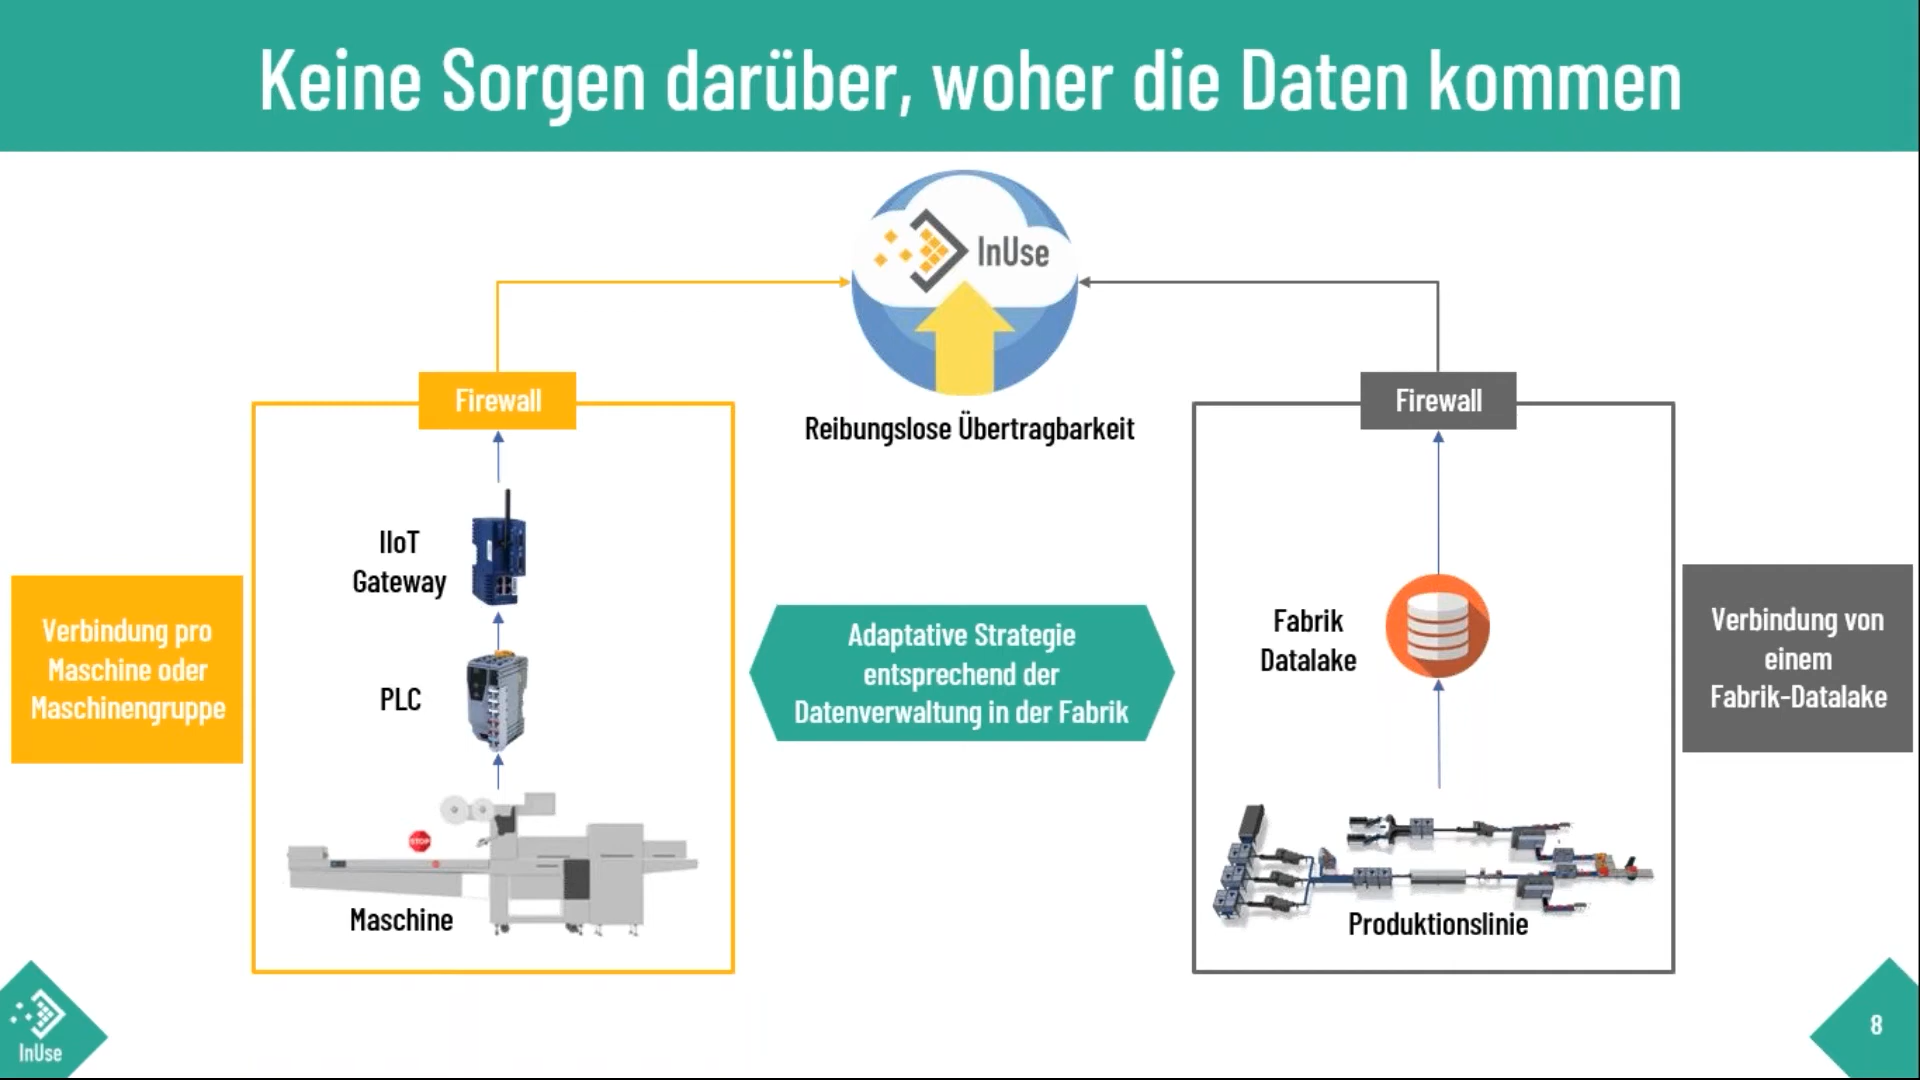 Keine Sorgen darüber, woher die Daten kommen
InUse
Reibungslose Übertragbarkeit
Firewall
IIoT
Gateway
PLC
STOP
Maschine
Verbindung pro
Maschine oder
Maschinengruppe
Adaptative Strategie
entsprechend der
Datenverwaltung in der Fabrik
Firewall
Fabrik
Datalake
Produktionslinie
Verbindung von
einem
Fabrik-Datalake
InUse
8